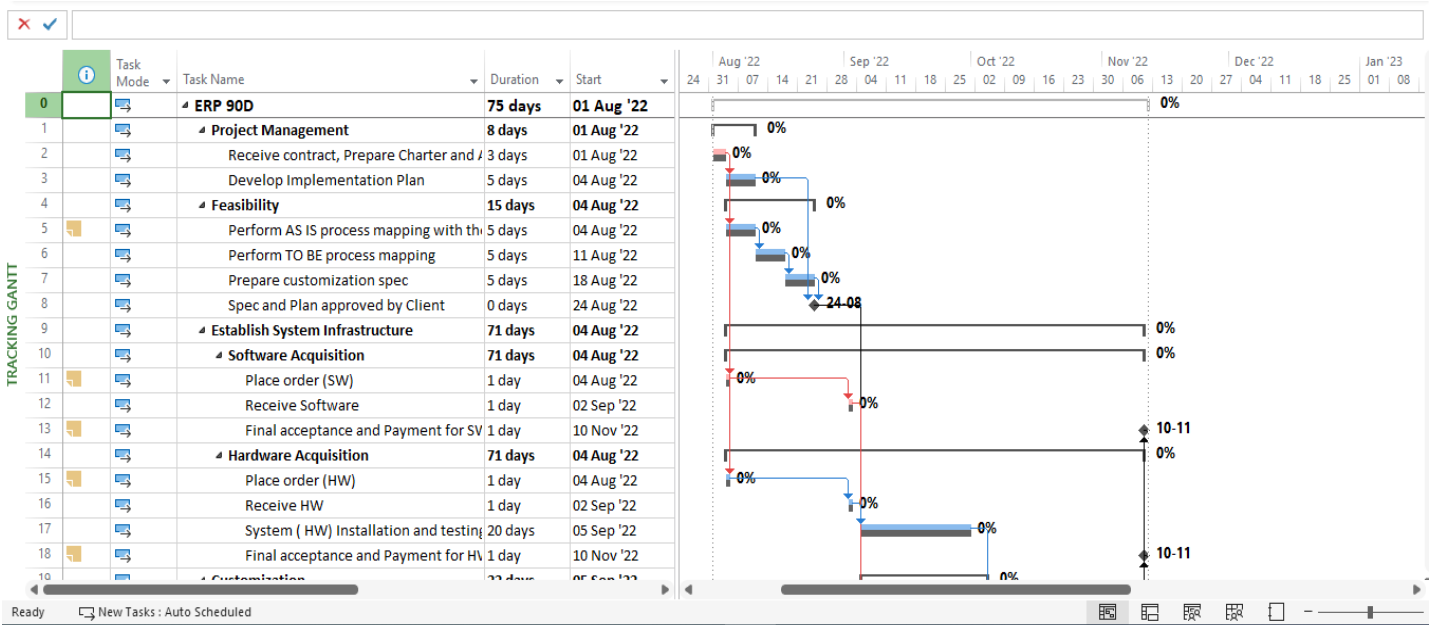 Task
Mode Task Name Duration Start
Aug '22 Sep '22 Oct '22 Nov '22 Dec '22 Jan '23
24 31 07 14 21 28 04 11 18 25 02 09 16 23 30 06 13 20 27 04 11 18 25 01 08
0 ERP 90D 75 days 01 Aug '22 0%
1 Project Management 8 days 01 Aug '22 0%
2 Receive contract, Prepare Charter and 3 days 01 Aug '22 0%
3 Develop Implementation Plan 5 days 04 Aug '22 0%
4 Feasibility 15 days 04 Aug '22 0%
5 Perform AS IS process mapping with the 5 days 04 Aug '22 0%
6 Perform TO BE process mapping 5 days 11 Aug '22 0%
7 Prepare customization spec 5 days 18 Aug '22 0%
8 Spec and Plan approved by Client 0 days 24 Aug '22 24-08
9 Establish System Infrastructure 71 days 04 Aug '22 0%
10 Software Acquisition 71 days 04 Aug '22 0%
11 Place order (SW) 1 day 04 Aug '22 0%
12 Receive Software 1 day 02 Sep '22 0%
13 Final acceptance and Payment for SW 1 day 10 Nov '22 10-11
14 Hardware Acquisition 71 days 04 Aug '22 0%
15 Place order (HW) 1 day 04 Aug '22 0%
16 Receive HW 1 day 02 Sep '22 0%
17 System ( HW) Installation and testing 20 days 05 Sep '22 0%
18 Final acceptance and Payment for HW 1 day 10 Nov '22 10-11
19 Customization 22 days 05 Sep '22 0%
TRACKING GANTT
Ready New Tasks : Auto Scheduled